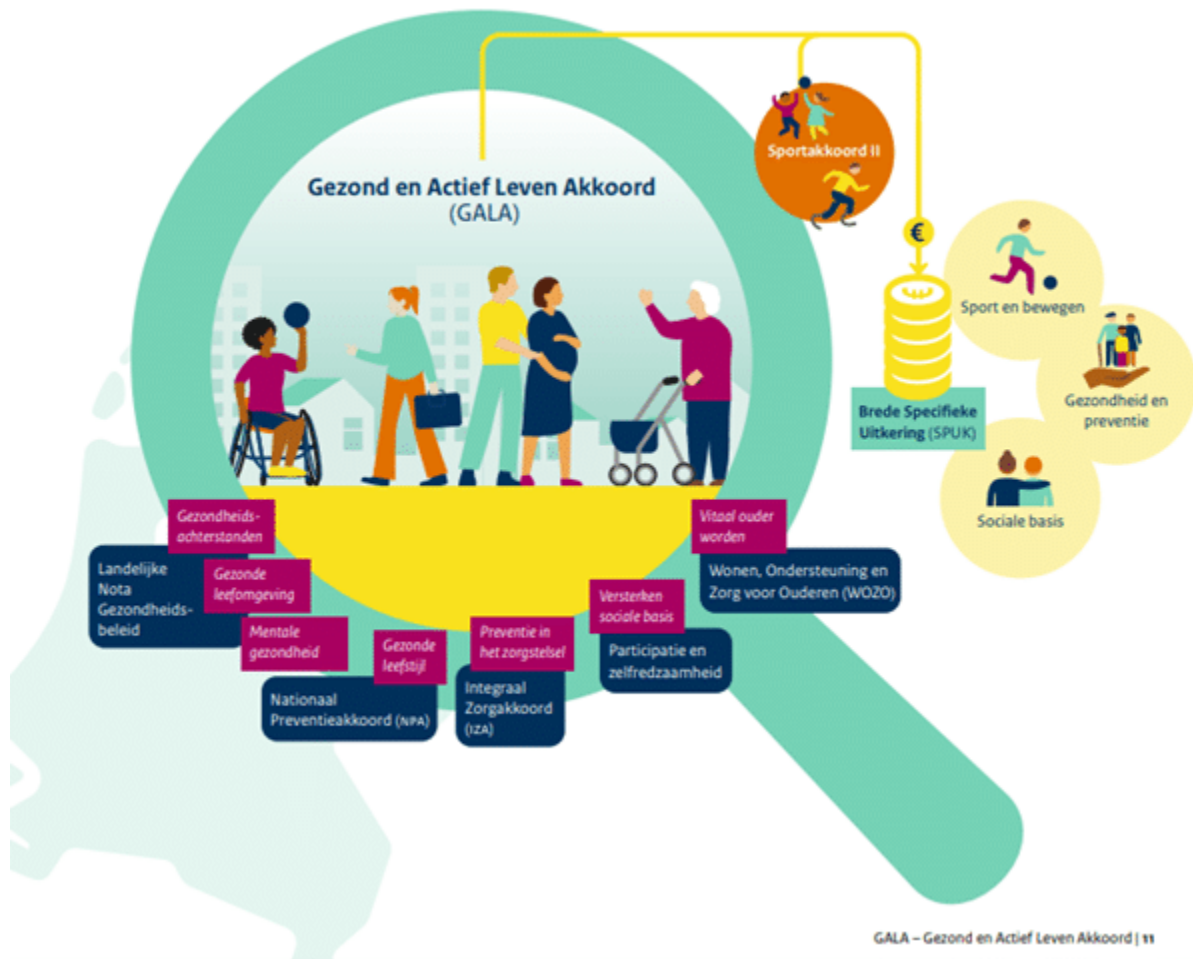 Gezond en Actief Leven Akkoord
(GALA)
Sportakkoord II
€
Sport en bewegen
Gezondheid en
preventie
Sociale basis
Brede Specifieke
Uitkering (SPUK)
Gezondheids-
achterstanden
Landelijke
Nota
Gezondheids-
beleid
Gezonde
leefomgeving
Mentale
gezondheid
Gezonde
leefstijl
Nationaal
Preventieakkoord (NPA)
Preventie in
het zorgstelsel
Integraal
Zorgakkoord
(IZA)
Versterken
sociale basis
Participatie en
zelfredzaamheid
Vitaal ouder
worden
Wonen, Ondersteuning en
Zorg voor Ouderen (WOZO)
GALA – Gezond en Actief Leven Akkoord | 11